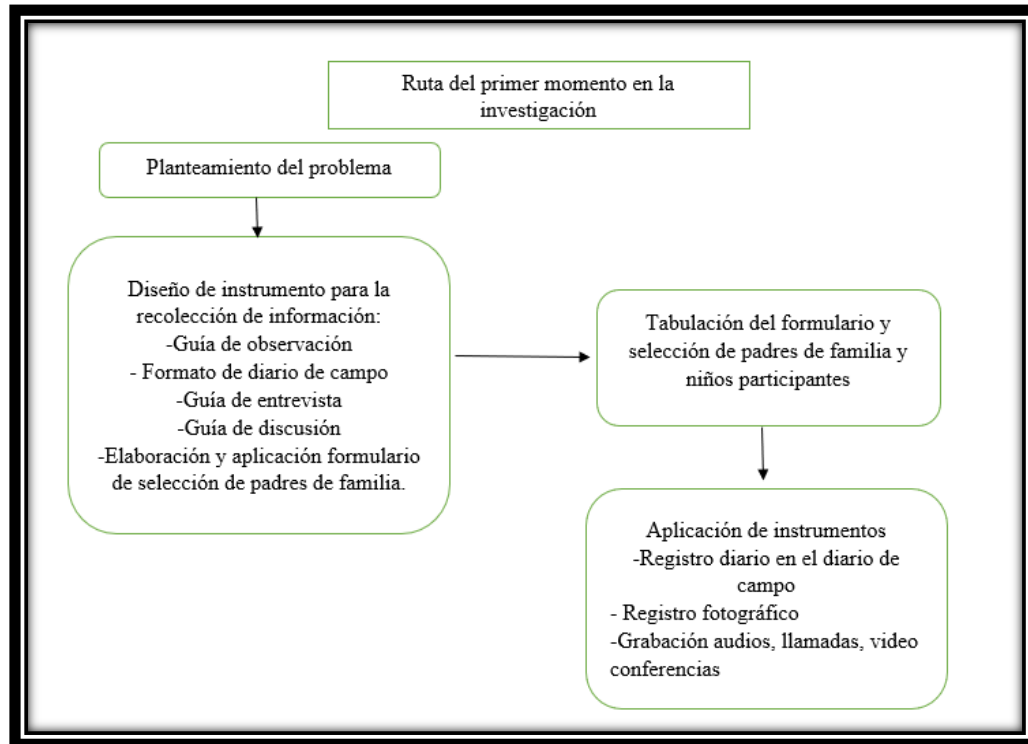 Ruta del primer momento en la
investigación
Planteamiento del problema
Diseño de instrumento para la
recolección de información:
-Guía de observación
- Formato de diario de campo
-Guía de entrevista
-Guía de discusión
-Elaboración y aplicación formulario
de selección de padres de familia.
Tabulación del formulario y
selección de padres de familia y
niños participantes
Aplicación de instrumentos
-Registro diario en el diario de
campo
- Registro fotográfico
-Grabación audios, llamadas, video
conferencias